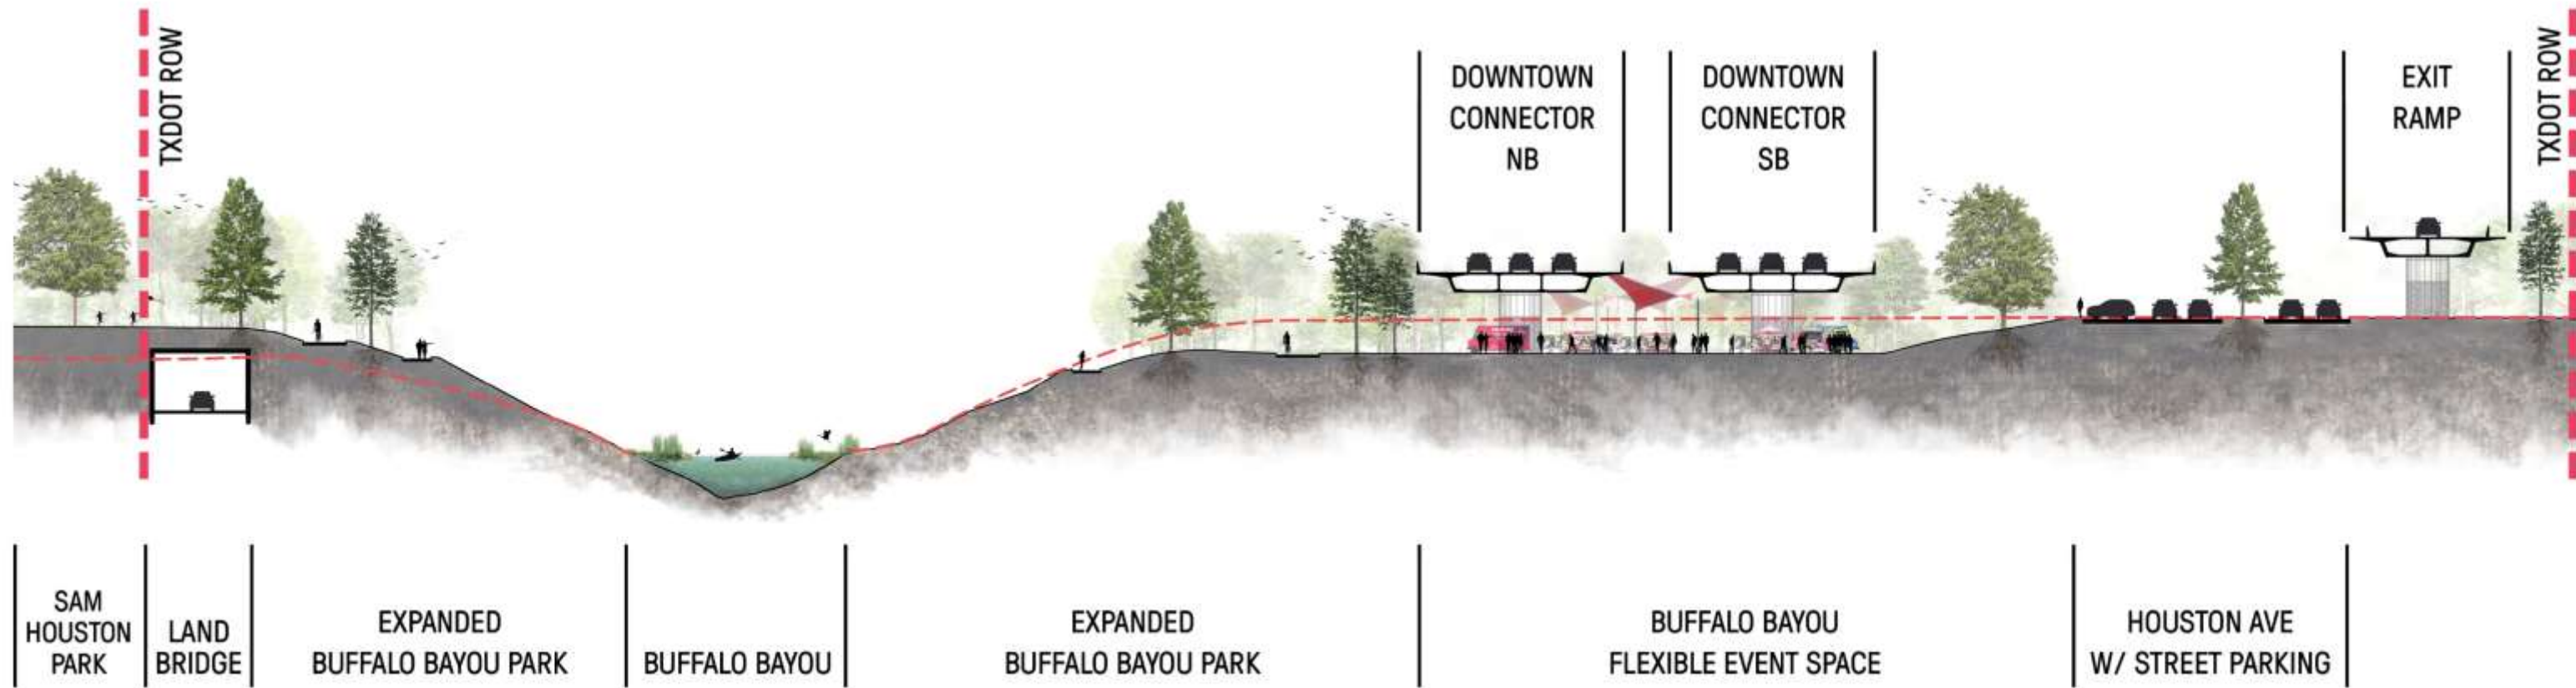 TXDOT ROW
DOWNTOWN
CONNECTOR
NB
DOWNTOWN
CONNECTOR
SB
EXIT
RAMP
TXDOT ROW
SAM
HOUSTON
PARK
LAND
BRIDGE
EXPANDED
BUFFALO BAYOU PARK
BUFFALO BAYOU
EXPANDED
BUFFALO BAYOU PARK
BUFFALO BAYOU
FLEXIBLE EVENT SPACE
HOUSTON AVE
W/ STREET PARKING